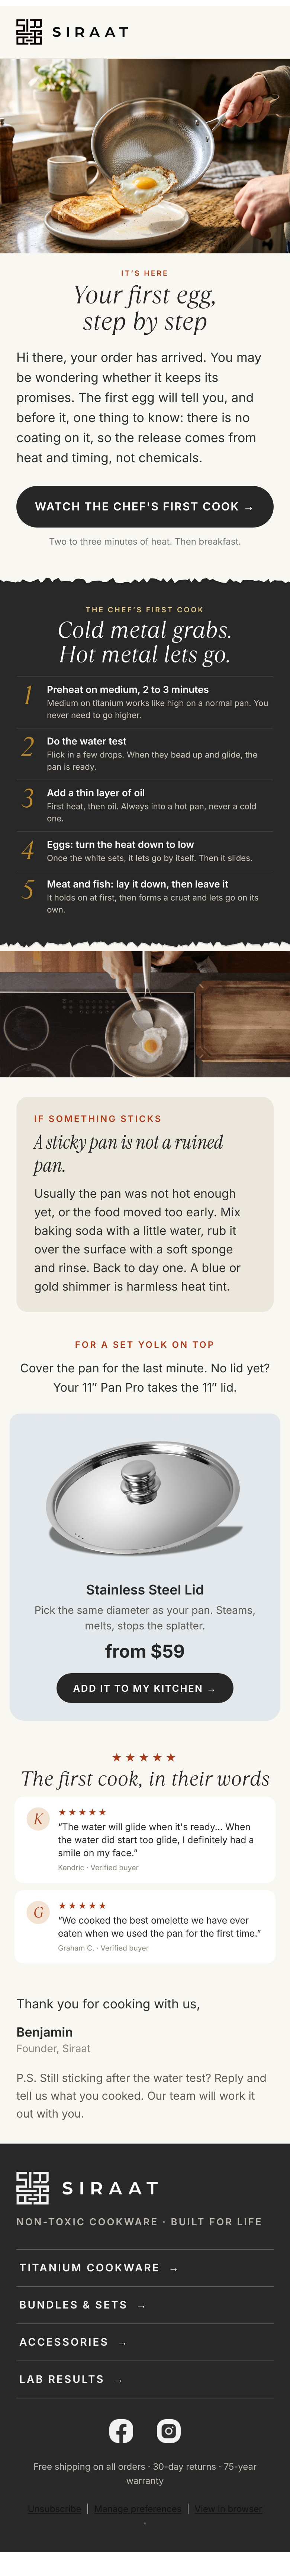 SIRAAT
IT'S HERE
Your first egg,
step by step
Hi there, your order has arrived. You may
be wondering whether it keeps its
promises. The first egg will tell you, and
before it, one thing to know: there is no
coating on it, so the release comes from
heat and timing, not chemicals.
WATCH THE CHEF'S FIRST COOK →
Two to three minutes of heat. Then breakfast.
THE CHEF'S FIRST COOK
Cold metal grabs.
Hot metal lets go.
1 Preheat on medium, 2 to 3 minutes
Medium on titanium works like high on a normal pan. You
never need to go higher.
2 Do the water test
Flick in a few drops. When they bead up and glide, the
pan is ready.
3 Add a thin layer of oil
First heat, then oil. Always into a hot pan, never a cold
one.
4 Eggs: turn the heat down to low
Once the white sets, it lets go by itself. Then it slides.
5 Meat and fish: lay it down, then leave it
It holds on at first, then forms a crust and lets go on its
own.
IF SOMETHING STICKS
A sticky pan is not a ruined
pan.
Usually the pan was not hot enough
yet, or the food moved too early. Mix
baking soda with a little water, rub it
over the surface with a soft sponge
and rinse. Back to day one. A blue or
gold shimmer is harmless heat tint.
FOR A SET YOLK ON TOP
Cover the pan for the last minute. No lid yet?
Your 11″ Pan Pro takes the 11″ lid.
Stainless Steel Lid
Pick the same diameter as your pan. Steams,
melts, stops the splatter.
from $59
ADD IT TO MY KITCHEN →
★★★★★
The first cook, in their words
K ★★★★★
“The water will glide when it's ready... When
the water did start too glide, I definitely had a
smile on my face.”
Kendric · Verified buyer
G ★★★★★
“We cooked the best omelette we have ever
eaten when we used the pan for the first time.”
Graham C. · Verified buyer
Thank you for cooking with us,
Benjamin
Founder, Siraat
P.S. Still sticking after the water test? Reply and
tell us what you cooked. Our team will work it
out with you.
SIRAAT
NON-TOXIC COOKWARE · BUILT FOR LIFE
TITANIUM COOKWARE →
BUNDLES & SETS →
ACCESSORIES →
LAB RESULTS →
Free shipping on all orders · 30-day returns · 75-year
warranty
Unsubscribe | Manage preferences | View in browser